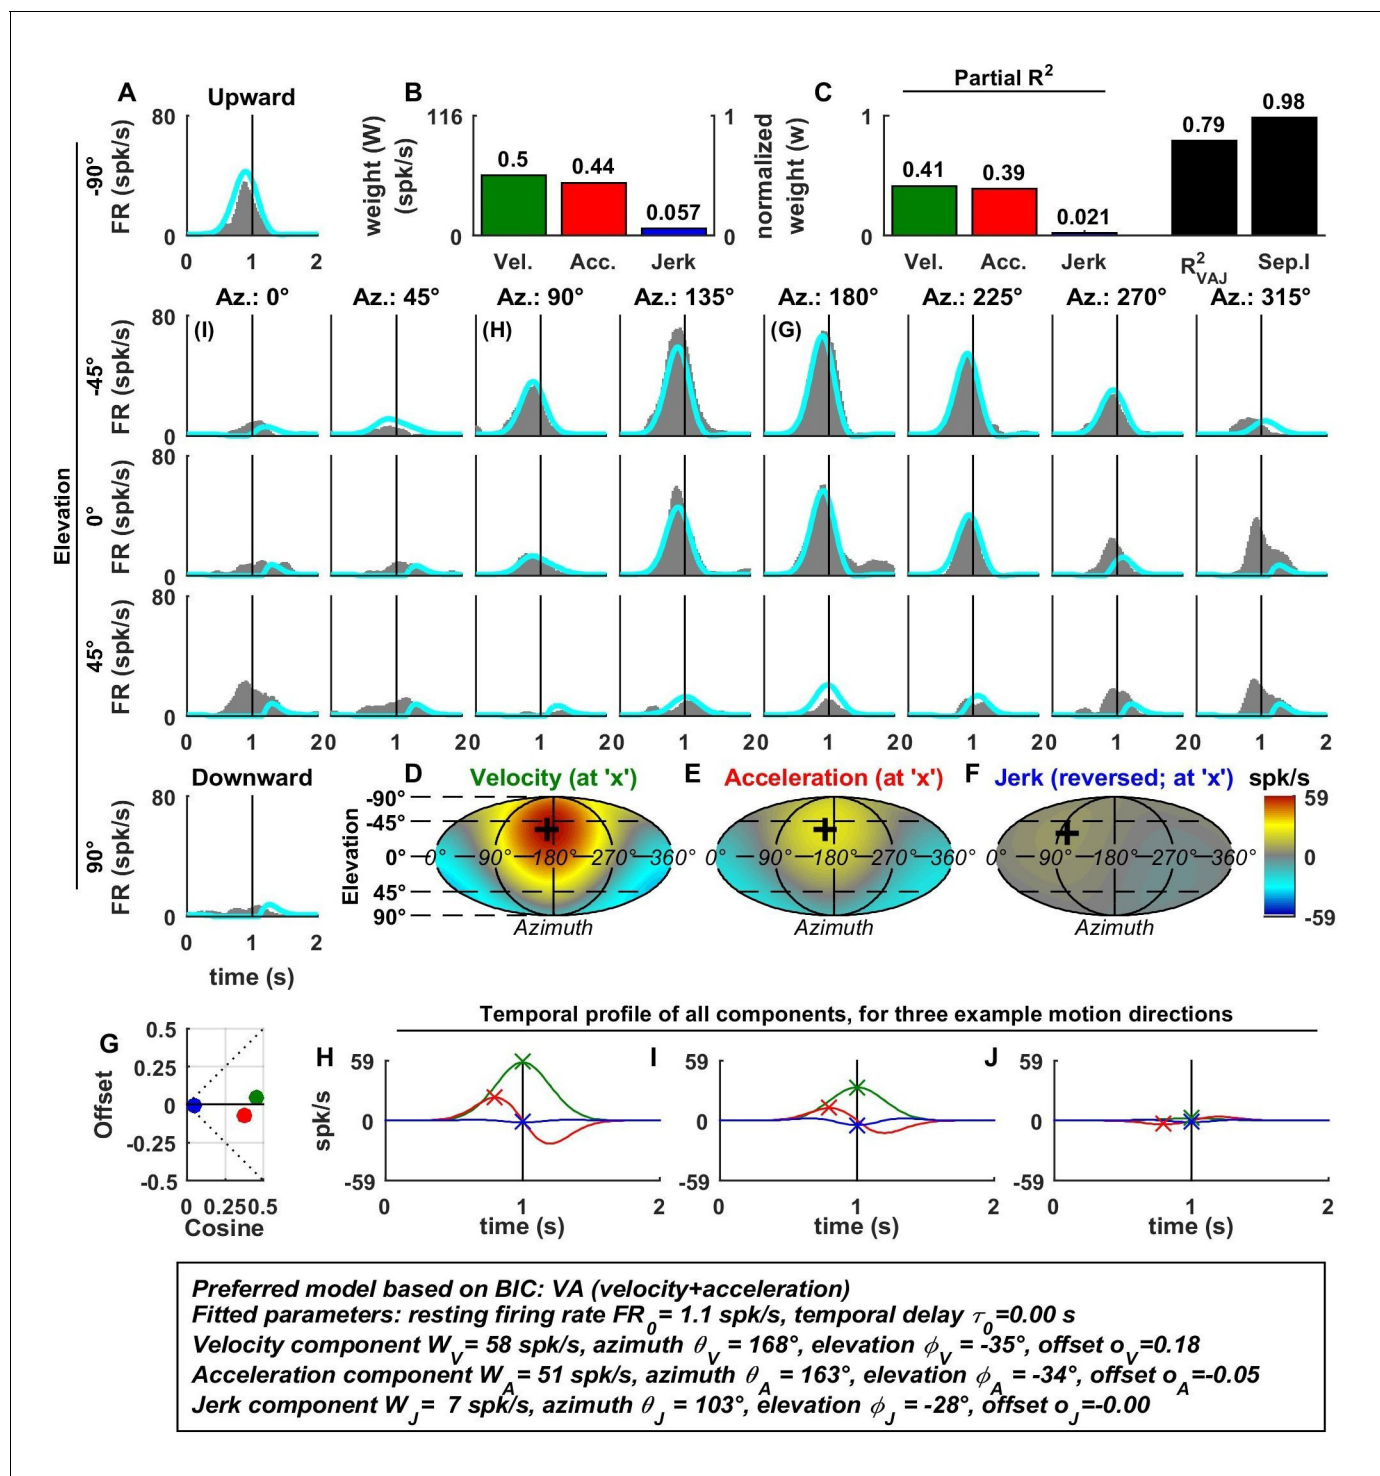 A Upward
80
FR (spk/s)
0
0 1 2
-90°
B
116
weight (W)
(spk/s)
0
0.5
0.44
0.057
Vel. Acc. Jerk
1
normalized
weight (w)
0
C
Partial R2
1
0
0.41
0.39
0.021
0.79
0.98
Vel. Acc. Jerk R2VAJ Sep.I
Az.: 0° Az.: 45° Az.: 90° Az.: 135° Az.: 180° Az.: 225° Az.: 270° Az.: 315°
Elevation
-45°
FR (spk/s)
80
0
(I) (H) (G)
0°
FR (spk/s)
80
0
45°
FR (spk/s)
80
0
0 1 20 1 20 1 20 1 20 1 20 1 20 1 20 1 2
Downward
90°
FR (spk/s)
80
0
0 1 2
time (s)
D Velocity (at 'x')
Elevation
-90°
-45°
0°
45°
90°
0° 90° 180° 270° 360°
Azimuth
E Acceleration (at 'x')
0° 90° 180° 270° 360°
Azimuth
F Jerk (reversed; at 'x')
0° 90° 180° 270° 360°
Azimuth
spk/s
59
0
-59
G
Offset
0.5
0.25
0
-0.25
-0.5
0 0.25 0.5
Cosine
Temporal profile of all components, for three example motion directions
H
spk/s
59
0
-59
0 1 2
time (s)
I
59
0
-59
0 1 2
time (s)
J
59
0
-59
0 1 2
time (s)
Preferred model based on BIC: VA (velocity+acceleration)
Fitted parameters: resting firing rate FR0= 1.1 spk/s, temporal delay τ0=0.00 s
Velocity component WV= 58 spk/s, azimuth θV = 168°, elevation ϕV = -35°, offset oV=0.18
Acceleration component WA= 51 spk/s, azimuth θA = 163°, elevation ϕA = -34°, offset oA=-0.05
Jerk component WJ= 7 spk/s, azimuth θJ = 103°, elevation ϕJ = -28°, offset oJ=-0.00